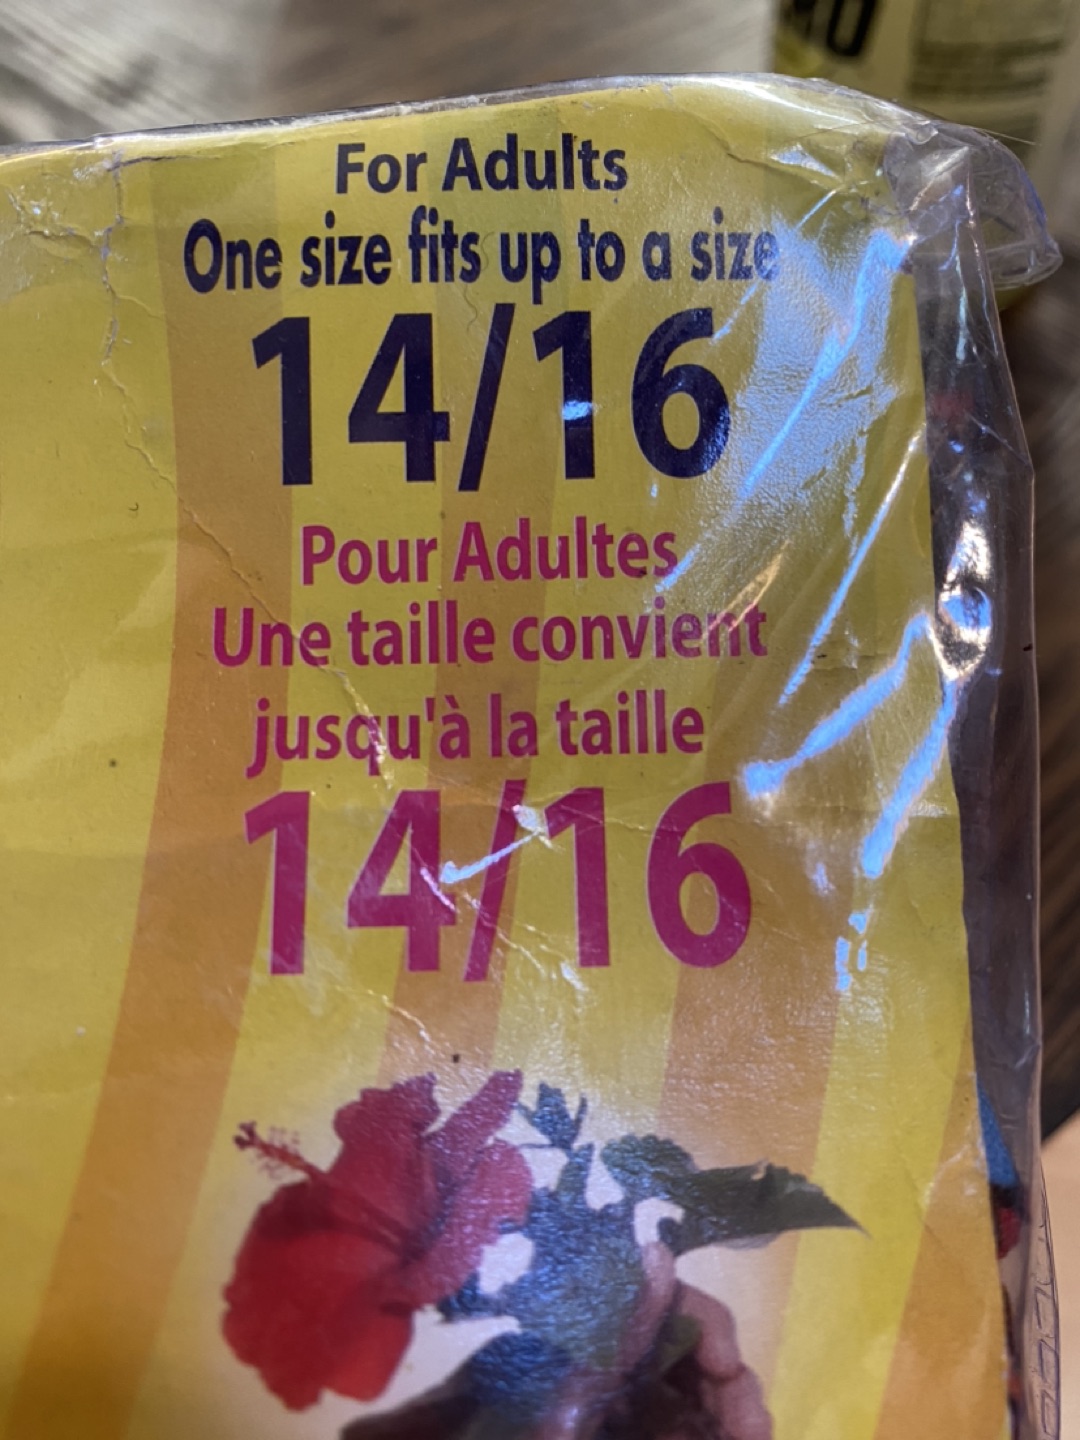 For Adults
One size fits up to a size
14/16
Pour Adultes
Une taille convient
jusqu'à la taille
14/16